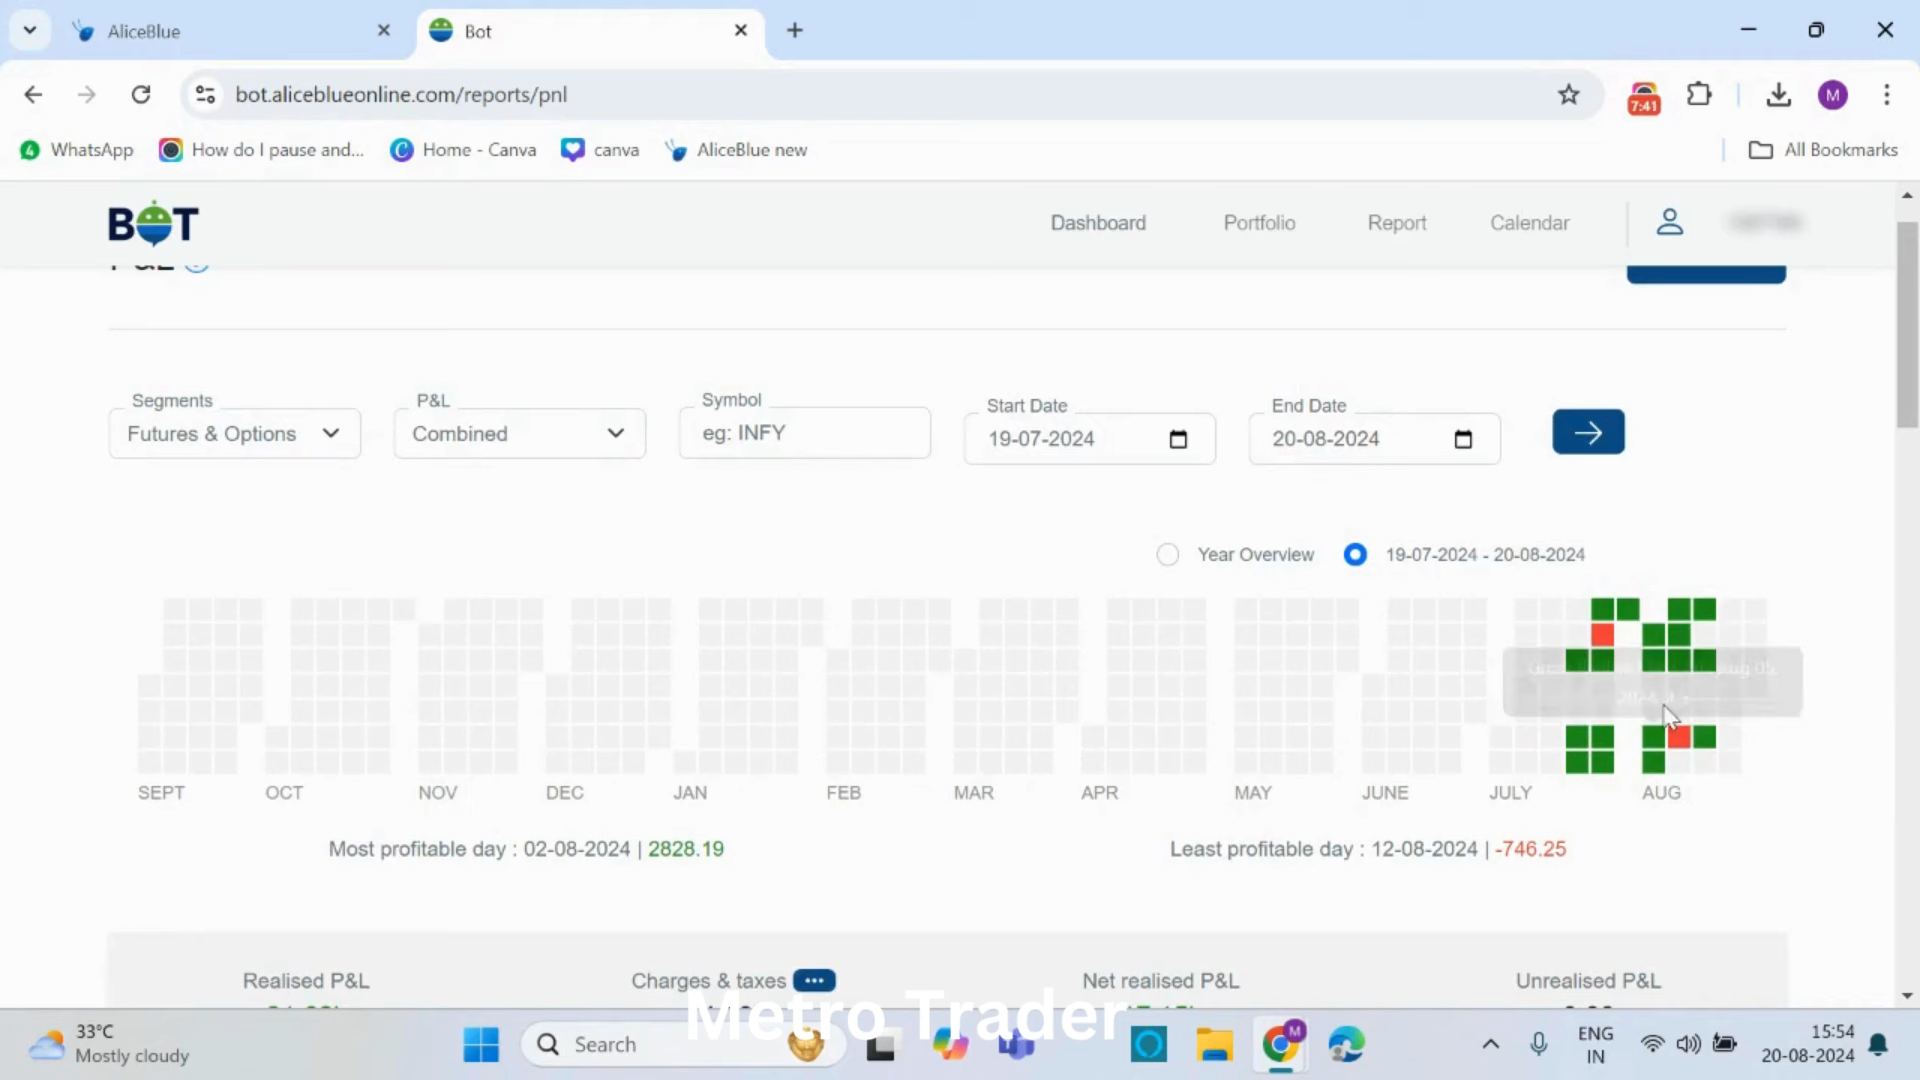 AliceBlue
Bot
bot.aliceblueonline.com/reports/pnl
7:41
M
WhatsApp
How do I pause and...
Home - Canva
canva
AliceBlue new
All Bookmarks
BOT
Dashboard
Portfolio
Report
Calendar
P&L
Segments
Futures & Options
P&L
Combined
Symbol
eg: INFY
Start Date
19-07-2024
End Date
20-08-2024
Year Overview
19-07-2024 - 20-08-2024
SEPT
OCT
NOV
DEC
JAN
FEB
MAR
APR
MAY
JUNE
JULY
AUG
Most profitable day : 02-08-2024 | 2828.19
Least profitable day : 12-08-2024 | -746.25
Realised P&L
Charges & taxes
Net realised P&L
Unrealised P&L
Metro Trader
33°C
Mostly cloudy
Search
M
ENG
IN
15:54
20-08-2024